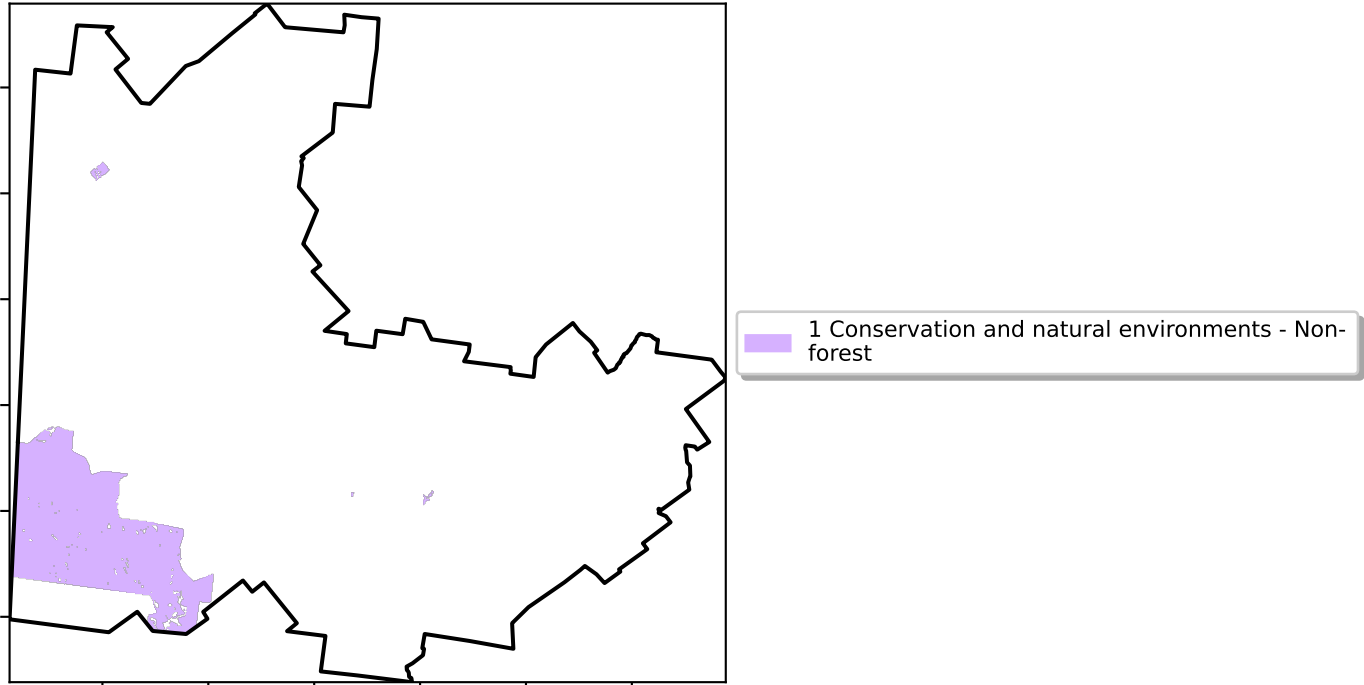 1 Conservation and natural environments - Non-
forest